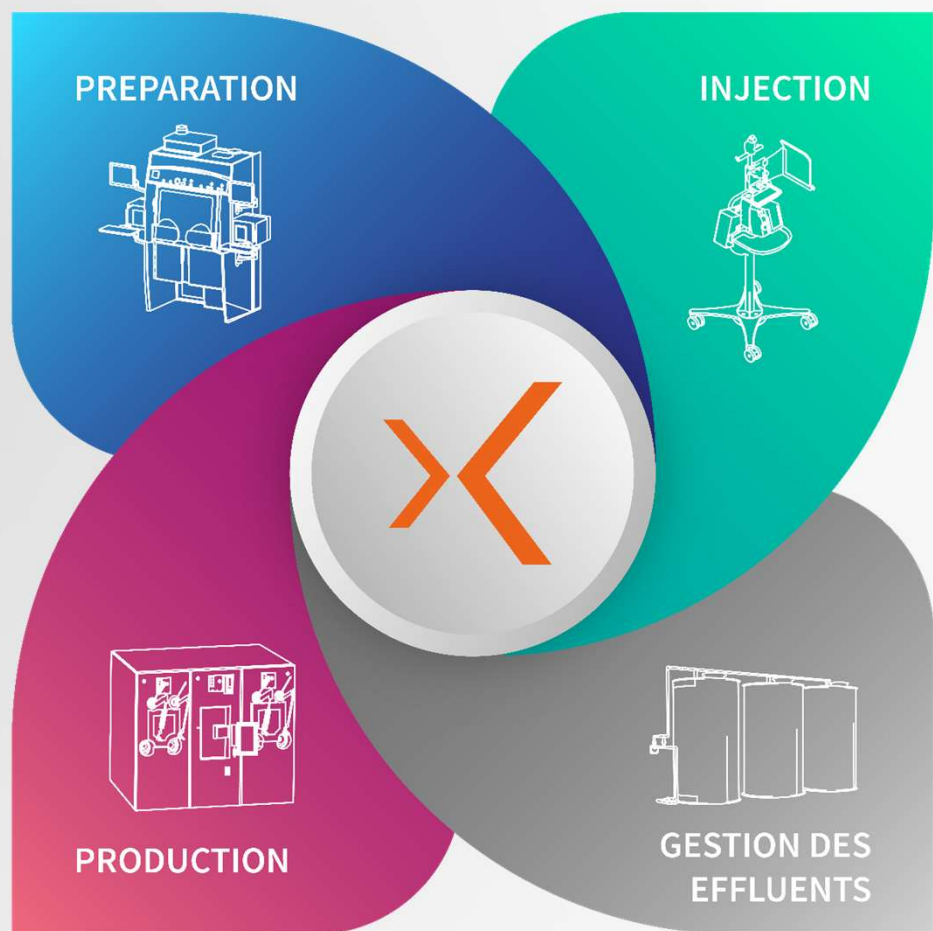 PREPARATION
INJECTION
PRODUCTION
GESTION DES
EFFLUENTS